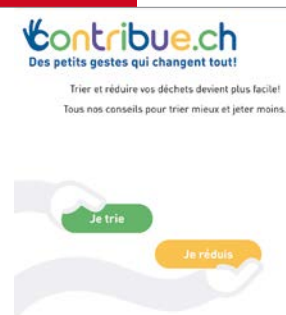 contribue.ch
Des petits gestes qui changent tout!
Trier et réduire vos déchets devient plus facile!
Tous nos conseils pour trier mieux et jeter moins.
Je trie
Je réduis